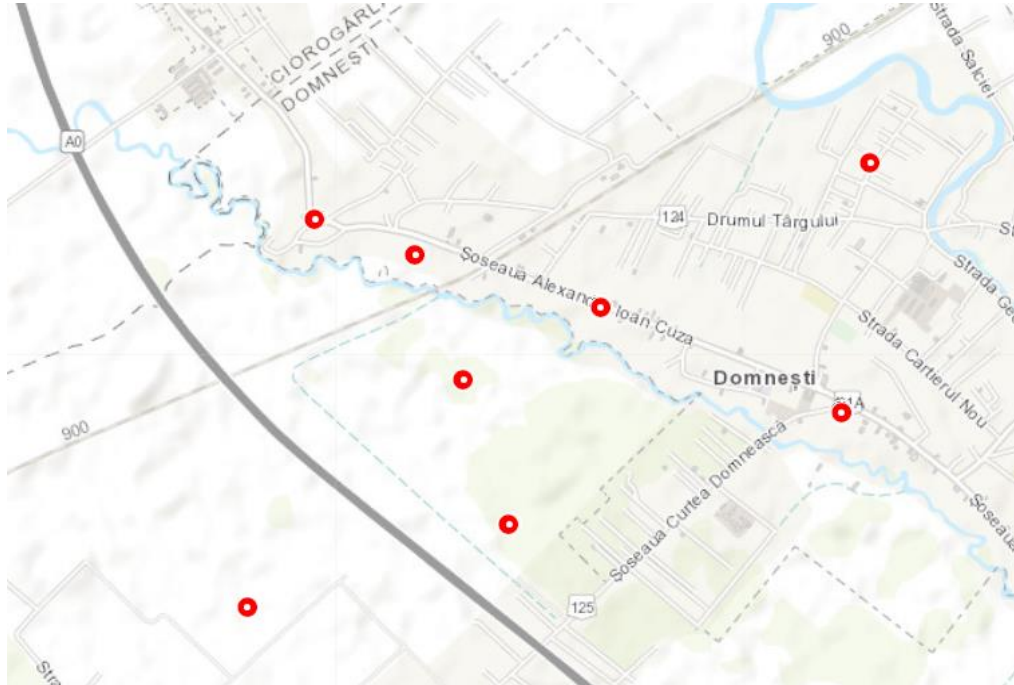 CIOROGÂRLA
DOMNEȘTI
900
Strada Salciei
A0
124
Drumul Târgului
Șoseaua Alexandru Ioan Cuza
Strada Cartierul Nou
Domnești
900
Șoseaua Curtea Domnească
Șoseaua
125